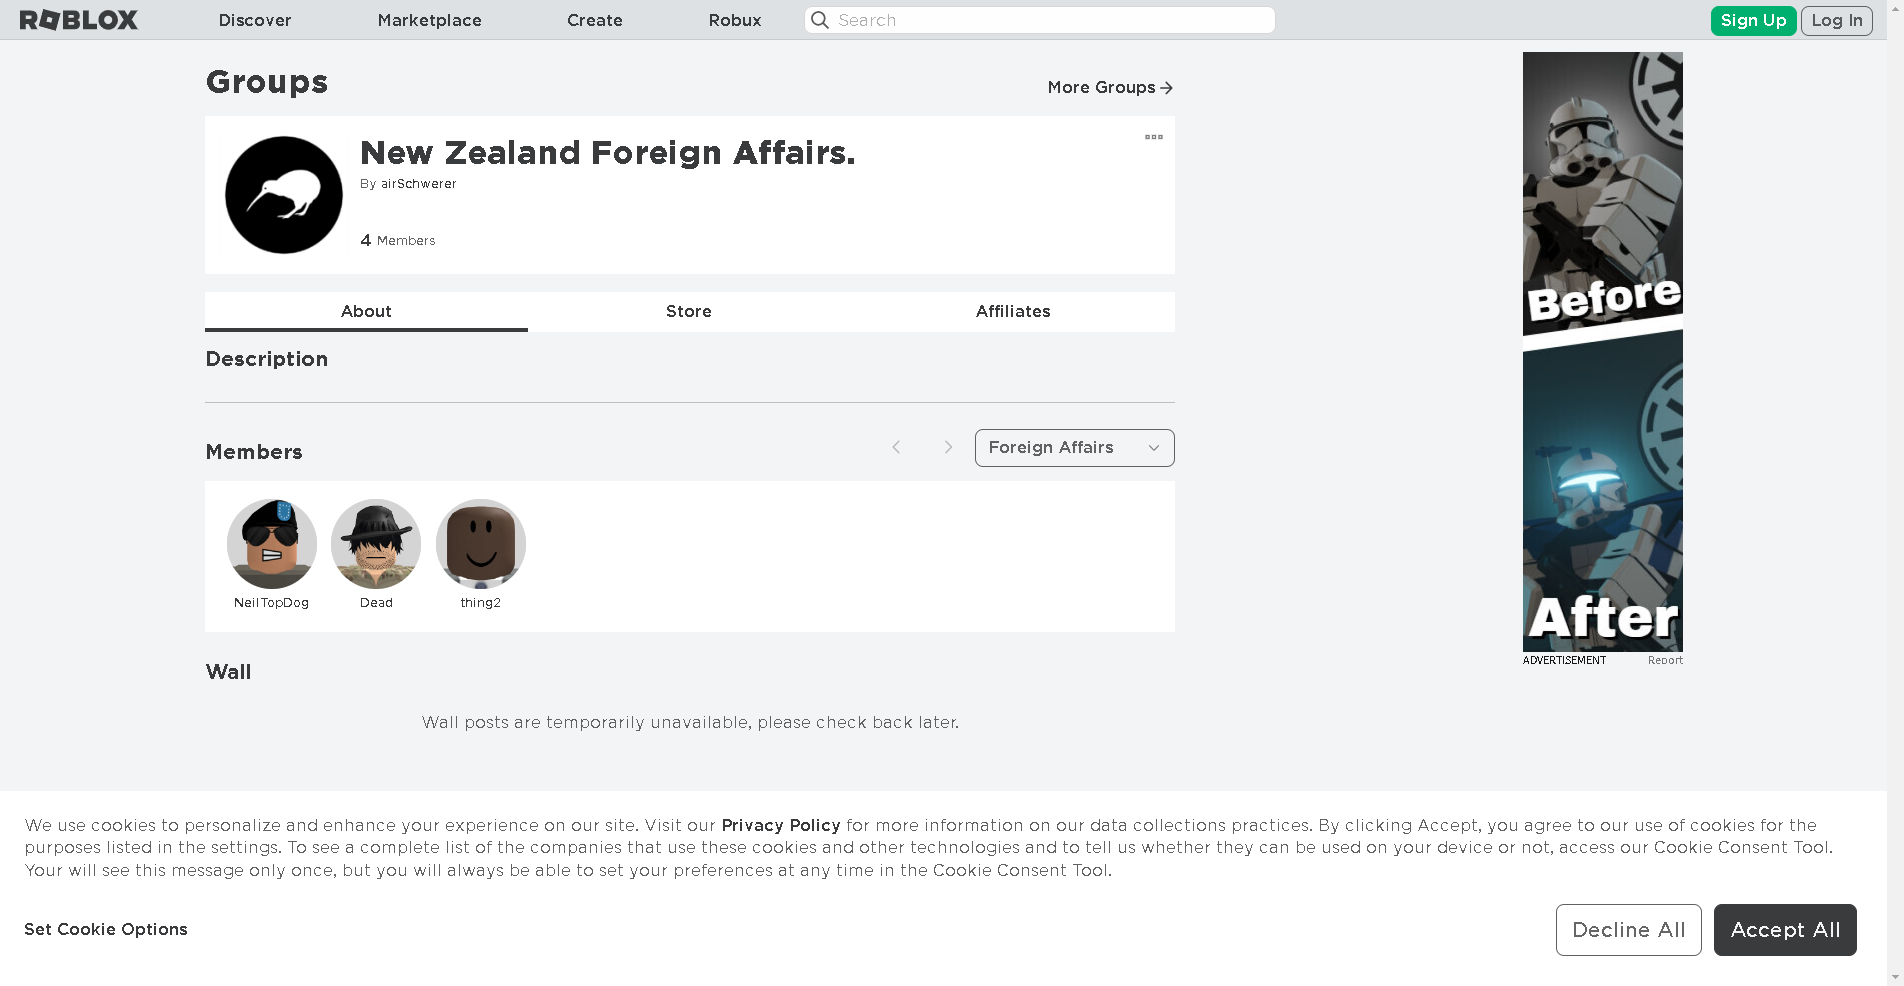 ROBLOX Discover Marketplace Create Robux Search Sign Up Log In
Groups
More Groups
New Zealand Foreign Affairs.
By airSchwerer
4 Members
About Store Affiliates
Description
Members
Foreign Affairs
NeilTopDog Dead thing2
Wall
Wall posts are temporarily unavailable, please check back later.
Before
After
ADVERTISEMENT Report
We use cookies to personalize and enhance your experience on our site. Visit our Privacy Policy for more information on our data collections practices. By clicking Accept, you agree to our use of cookies for the
purposes listed in the settings. To see a complete list of the companies that use these cookies and other technologies and to tell us whether they can be used on your device or not, access our Cookie Consent Tool.
Your will see this message only once, but you will always be able to set your preferences at any time in the Cookie Consent Tool.
Set Cookie Options
Decline All Accept All